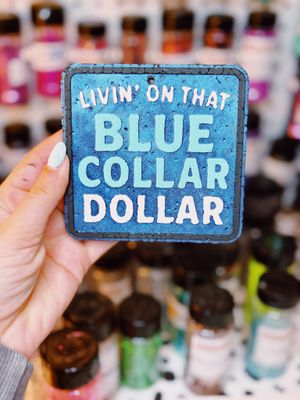 LIVIN' ON THAT
BLUE
COLLAR
DOLLAR